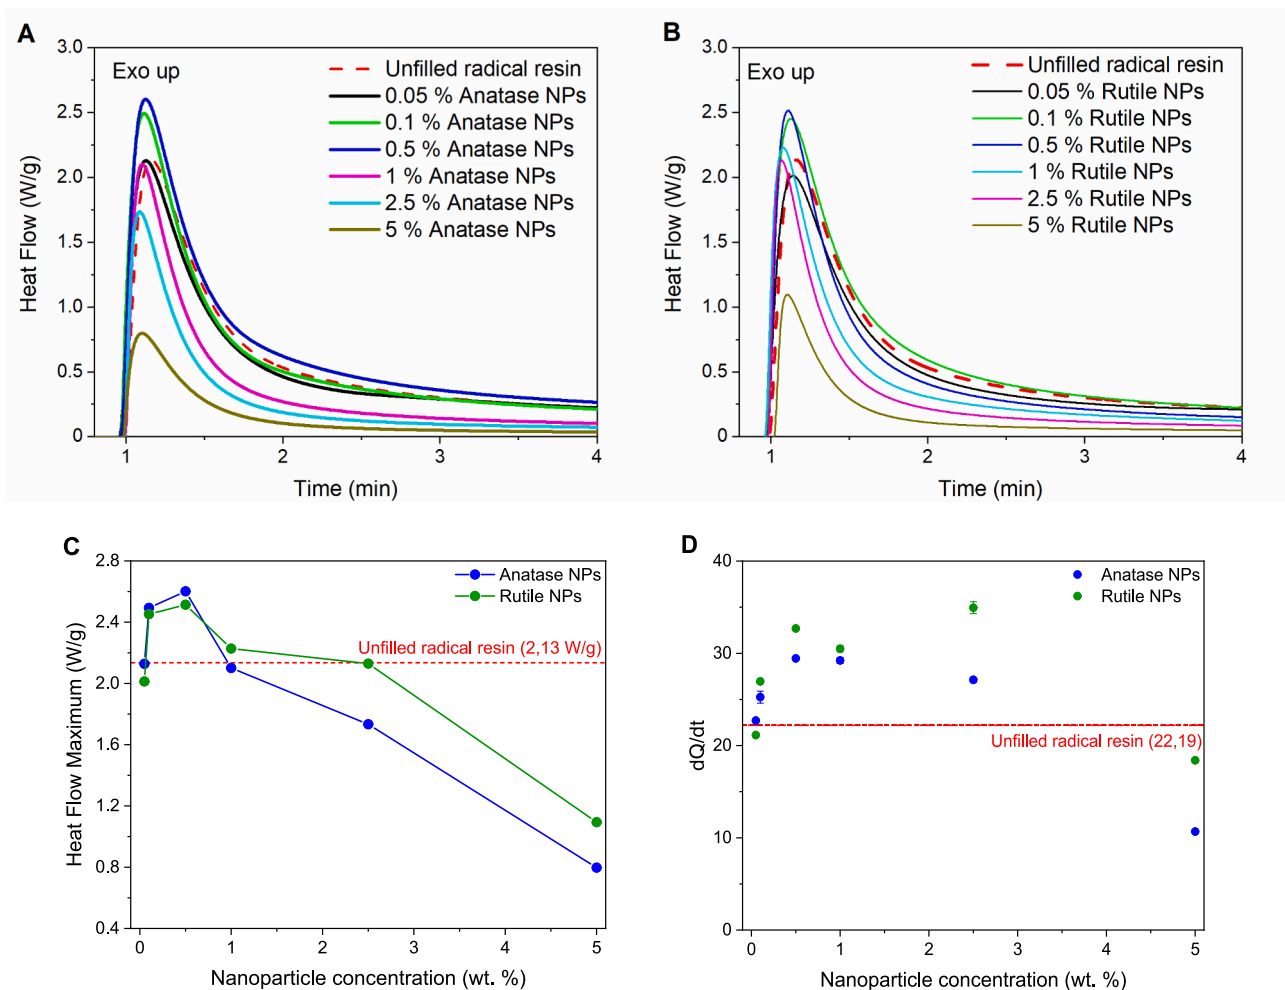 A
Exo up
Unfilled radical resin
0.05 % Anatase NPs
0.1 % Anatase NPs
0.5 % Anatase NPs
1 % Anatase NPs
2.5 % Anatase NPs
5 % Anatase NPs
Heat Flow (W/g)
3.0
2.5
2.0
1.5
1.0
0.5
0
1
2
3
4
Time (min)
B
Exo up
Unfilled radical resin
0.05 % Rutile NPs
0.1 % Rutile NPs
0.5 % Rutile NPs
1 % Rutile NPs
2.5 % Rutile NPs
5 % Rutile NPs
Heat Flow (W/g)
3.0
2.5
2.0
1.5
1.0
0.5
0
1
2
3
4
Time (min)
C
Anatase NPs
Rutile NPs
Unfilled radical resin (2,13 W/g)
Heat Flow Maximum (W/g)
2.8
2.4
2.0
1.6
1.2
0.8
0.4
0
1
2
3
4
5
Nanoparticle concentration (wt. %)
D
Anatase NPs
Rutile NPs
Unfilled radical resin (22,19)
dQ/dt
40
30
20
10
0
0
1
2
3
4
5
Nanoparticle concentration (wt. %)